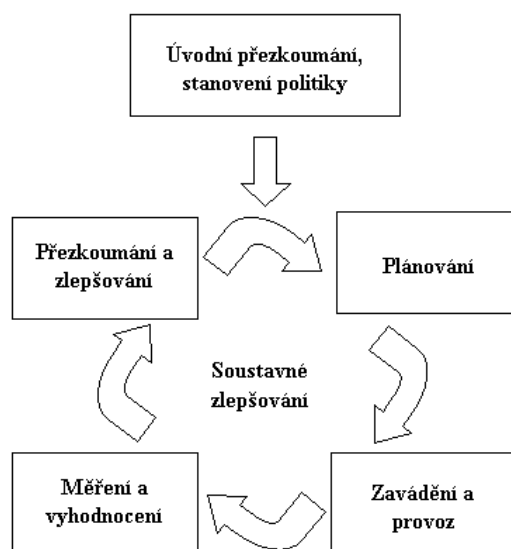 Úvodní přezkoumání,
stanovení politiky
Přezkoumání a
zlepšování
Plánování
Soustavné
zlepšování
Měření a
vyhodnocení
Zavádění a
provoz